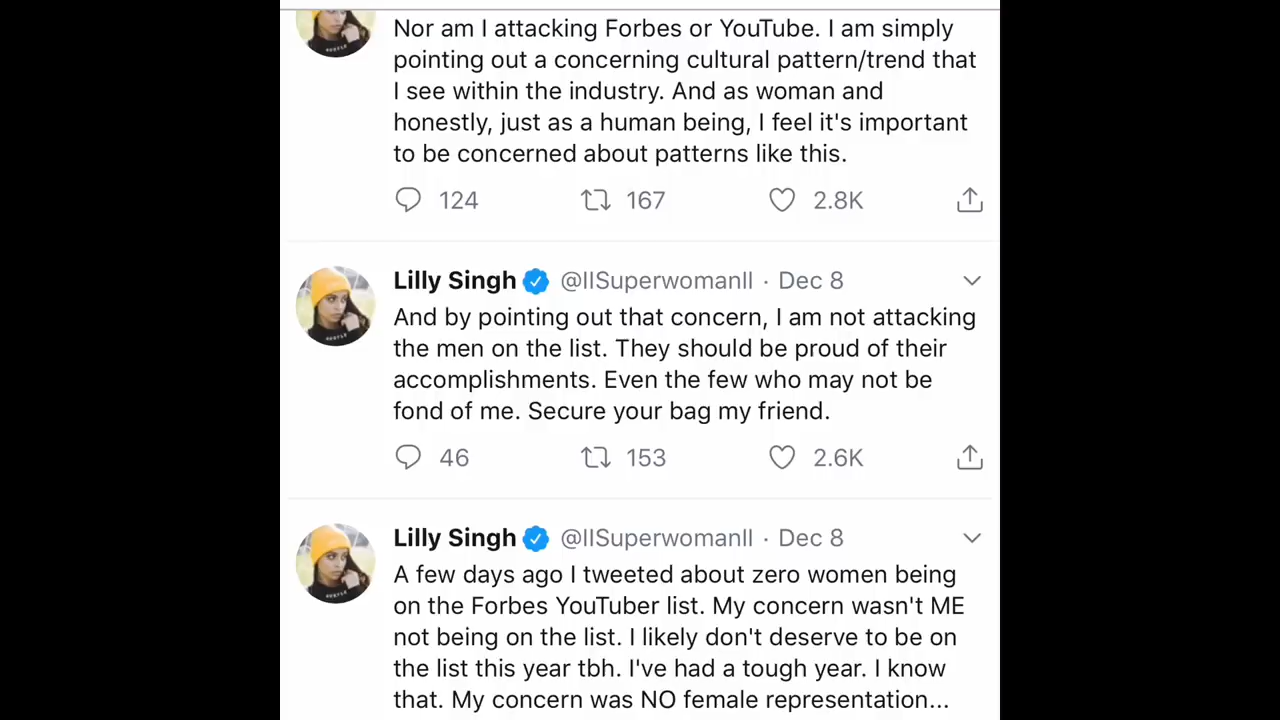 Nor am I attacking Forbes or YouTube. I am simply
pointing out a concerning cultural pattern/trend that
I see within the industry. And as woman and
honestly, just as a human being, I feel it's important
to be concerned about patterns like this.
124 167 2.8K
Lilly Singh @IISuperwomanII · Dec 8
And by pointing out that concern, I am not attacking
the men on the list. They should be proud of their
accomplishments. Even the few who may not be
fond of me. Secure your bag my friend.
46 153 2.6K
Lilly Singh @IISuperwomanII · Dec 8
A few days ago I tweeted about zero women being
on the Forbes YouTuber list. My concern wasn't ME
not being on the list. I likely don't deserve to be on
the list this year tbh. I've had a tough year. I know
that. My concern was NO female representation...